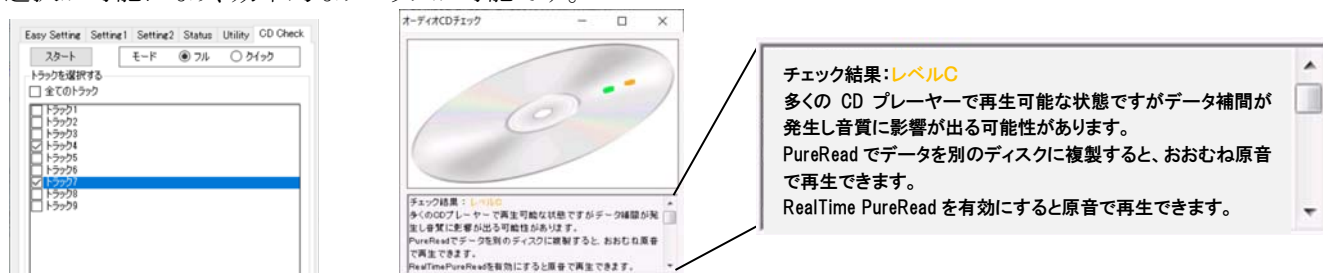 Easy Setting Setting1 Setting2 Status Utility CD Check
スタート
モード フル クイック
トラックを選択する
全てのトラック
トラック1
トラック2
トラック3
トラック4
トラック5
トラック6
トラック7
トラック8
トラック9
オーディオCDチェック
チェック結果：レベルC
多くのCDプレーヤーで再生可能な状態ですがデータ補間が発
生し音質に影響が出る可能性があります。
PureReadでデータを別のディスクに複製すると、おおむね原音
で再生できます。
RealTimePureReadを有効にすると原音で再生できます。
チェック結果：レベルC
多くの CD プレーヤーで再生可能な状態ですがデータ補間が
発生し音質に影響が出る可能性があります。
PureRead でデータを別のディスクに複製すると、おおむね原音
で再生できます。
RealTime PureRead を有効にすると原音で再生できます。